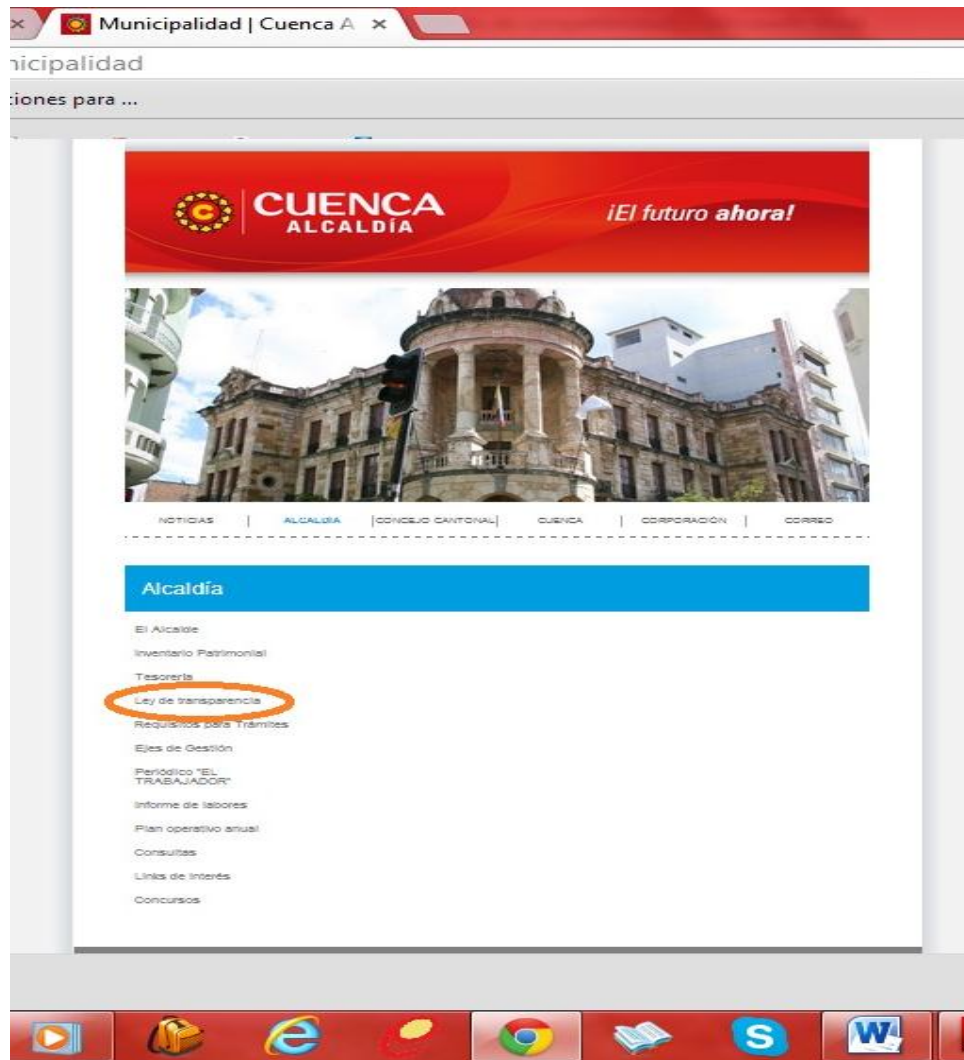 Municipalidad | Cuenca A
nicipalidad
ciones para ...
CUENCA
ALCALDÍA
¡El futuro ahora!
NOTICIAS | ALCALDÍA |CONCEJO CANTONAL| CUENCA | CORPORACIÓN | CORREO
Alcaldía
El Alcalde
Inventario Patrimonial
Tesorería
Ley de transparencia
Requisitos para Trámites
Ejes de Gestión
Periódico "EL
TRABAJADOR"
Informe de labores
Plan operativo anual
Consultas
Links de interés
Concursos